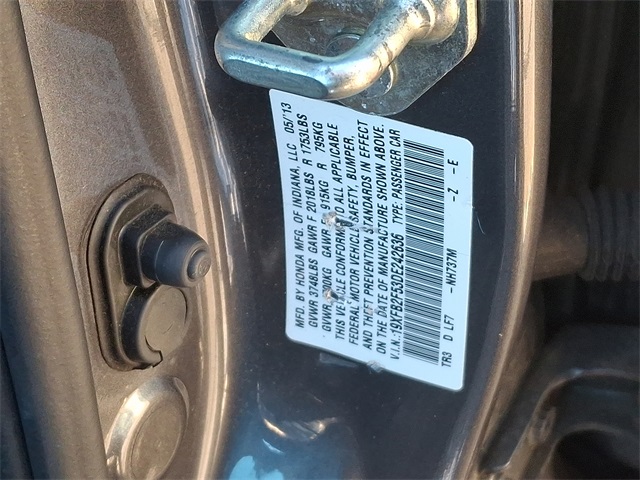 MFD. BY HONDA MFG. OF INDIANA, LLC 05/'13
GVWR 3748LBS GAWR F 2018LBS R 1753LBS
GVWR KG GAWR F 915KG R 795KG
THIS VEHICLE CONFORMS TO ALL APPLICABLE
FEDERAL MOTOR VEHICLE SAFETY, BUMPER,
AND THEFT PREVENTION STANDARDS IN EFFECT
ON THE DATE OF MANUFACTURE SHOWN ABOVE.
V.I.N.:19XFB2F53DE242636 TYPE: PASSENGER CAR
TR3 D LF7 -NH737M -Z -E